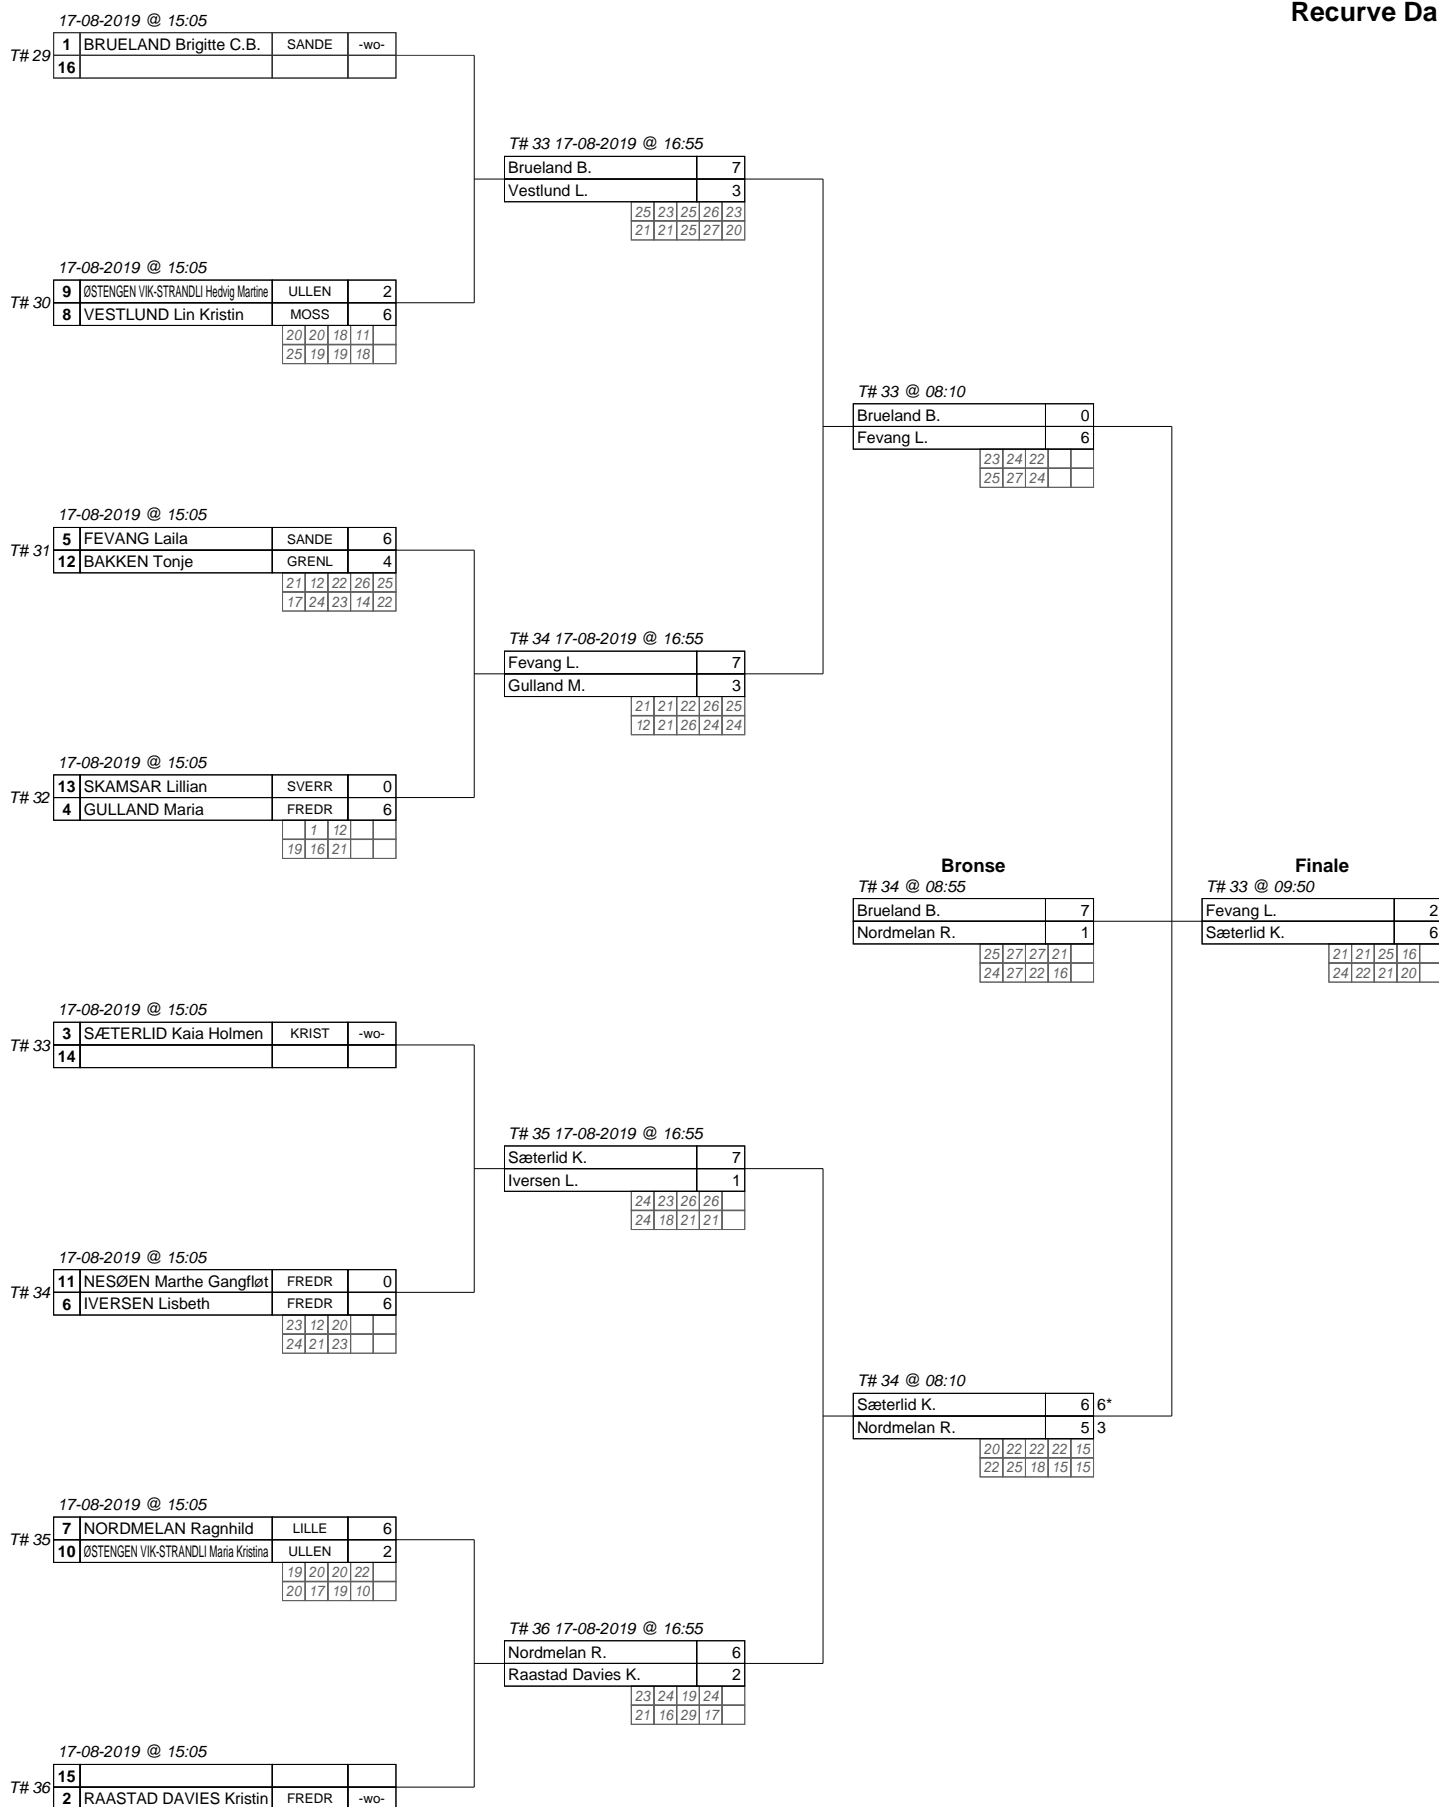 Recurve Da
17-08-2019 @ 15:05
T# 29
1 BRUELAND Brigitte C.B. SANDE -wo-
16
T# 33 17-08-2019 @ 16:55
Brueland B. 7
Vestlund L. 3
25 23 25 26 23
21 21 25 27 20
17-08-2019 @ 15:05
T# 30
9 ØSTENGEN VIK-STRANDLI Hedvig Martine ULLEN 2
8 VESTLUND Lin Kristin MOSS 6
20 20 18 11
25 19 19 18
T# 33 @ 08:10
Brueland B. 0
Fevang L. 6
23 24 22
25 27 24
17-08-2019 @ 15:05
T# 31
5 FEVANG Laila SANDE 6
12 BAKKEN Tonje GRENL 4
21 12 22 26 25
17 24 23 14 22
T# 34 17-08-2019 @ 16:55
Fevang L. 7
Gulland M. 3
21 21 22 26 25
12 21 26 24 24
17-08-2019 @ 15:05
T# 32
13 SKAMSAR Lillian SVERR 0
4 GULLAND Maria FREDR 6
1 12
19 16 21
Bronse
T# 34 @ 08:55
Brueland B. 7
Nordmelan R. 1
25 27 27 21
24 27 22 16
Finale
T# 33 @ 09:50
Fevang L. 2
Sæterlid K. 6
21 21 25 16
24 22 21 20
17-08-2019 @ 15:05
T# 33
3 SÆTERLID Kaia Holmen KRIST -wo-
14
T# 35 17-08-2019 @ 16:55
Sæterlid K. 7
Iversen L. 1
24 23 26 26
24 18 21 21
17-08-2019 @ 15:05
T# 34
11 NESØEN Marthe Gangfløt FREDR 0
6 IVERSEN Lisbeth FREDR 6
23 12 20
24 21 23
T# 34 @ 08:10
Sæterlid K. 6 6*
Nordmelan R. 5 3
20 22 22 22 15
22 25 18 15 15
17-08-2019 @ 15:05
T# 35
7 NORDMELAN Ragnhild LILLE 6
10 ØSTENGEN VIK-STRANDLI Maria Kristina ULLEN 2
19 20 20 22
20 17 19 10
T# 36 17-08-2019 @ 16:55
Nordmelan R. 6
Raastad Davies K. 2
23 24 19 24
21 16 29 17
17-08-2019 @ 15:05
T# 36
15
2 RAASTAD DAVIES Kristin FREDR -wo-